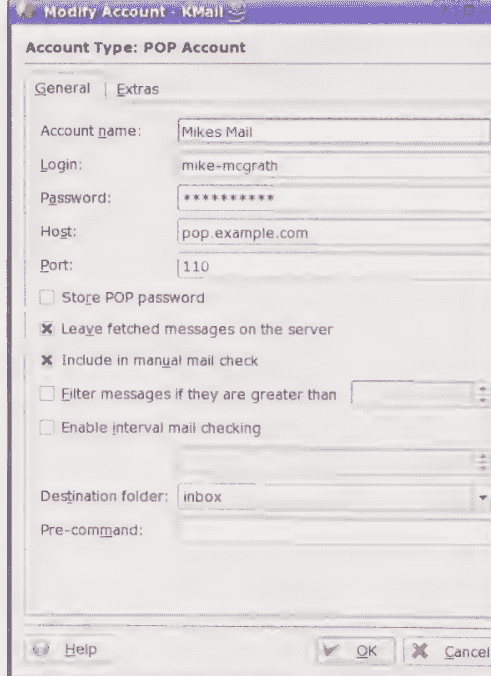 Modify Account - KMail
Account Type: POP Account
General Extras
Account name: Mikes Mail
Login: mike-mcgrath
Password: **********
Host: pop.example.com
Port: 110
Store POP password
Leave fetched messages on the server
Include in manual mail check
Filter messages if they are greater than
Enable interval mail checking
Destination folder: inbox
Pre-command:
Help OK Cancel